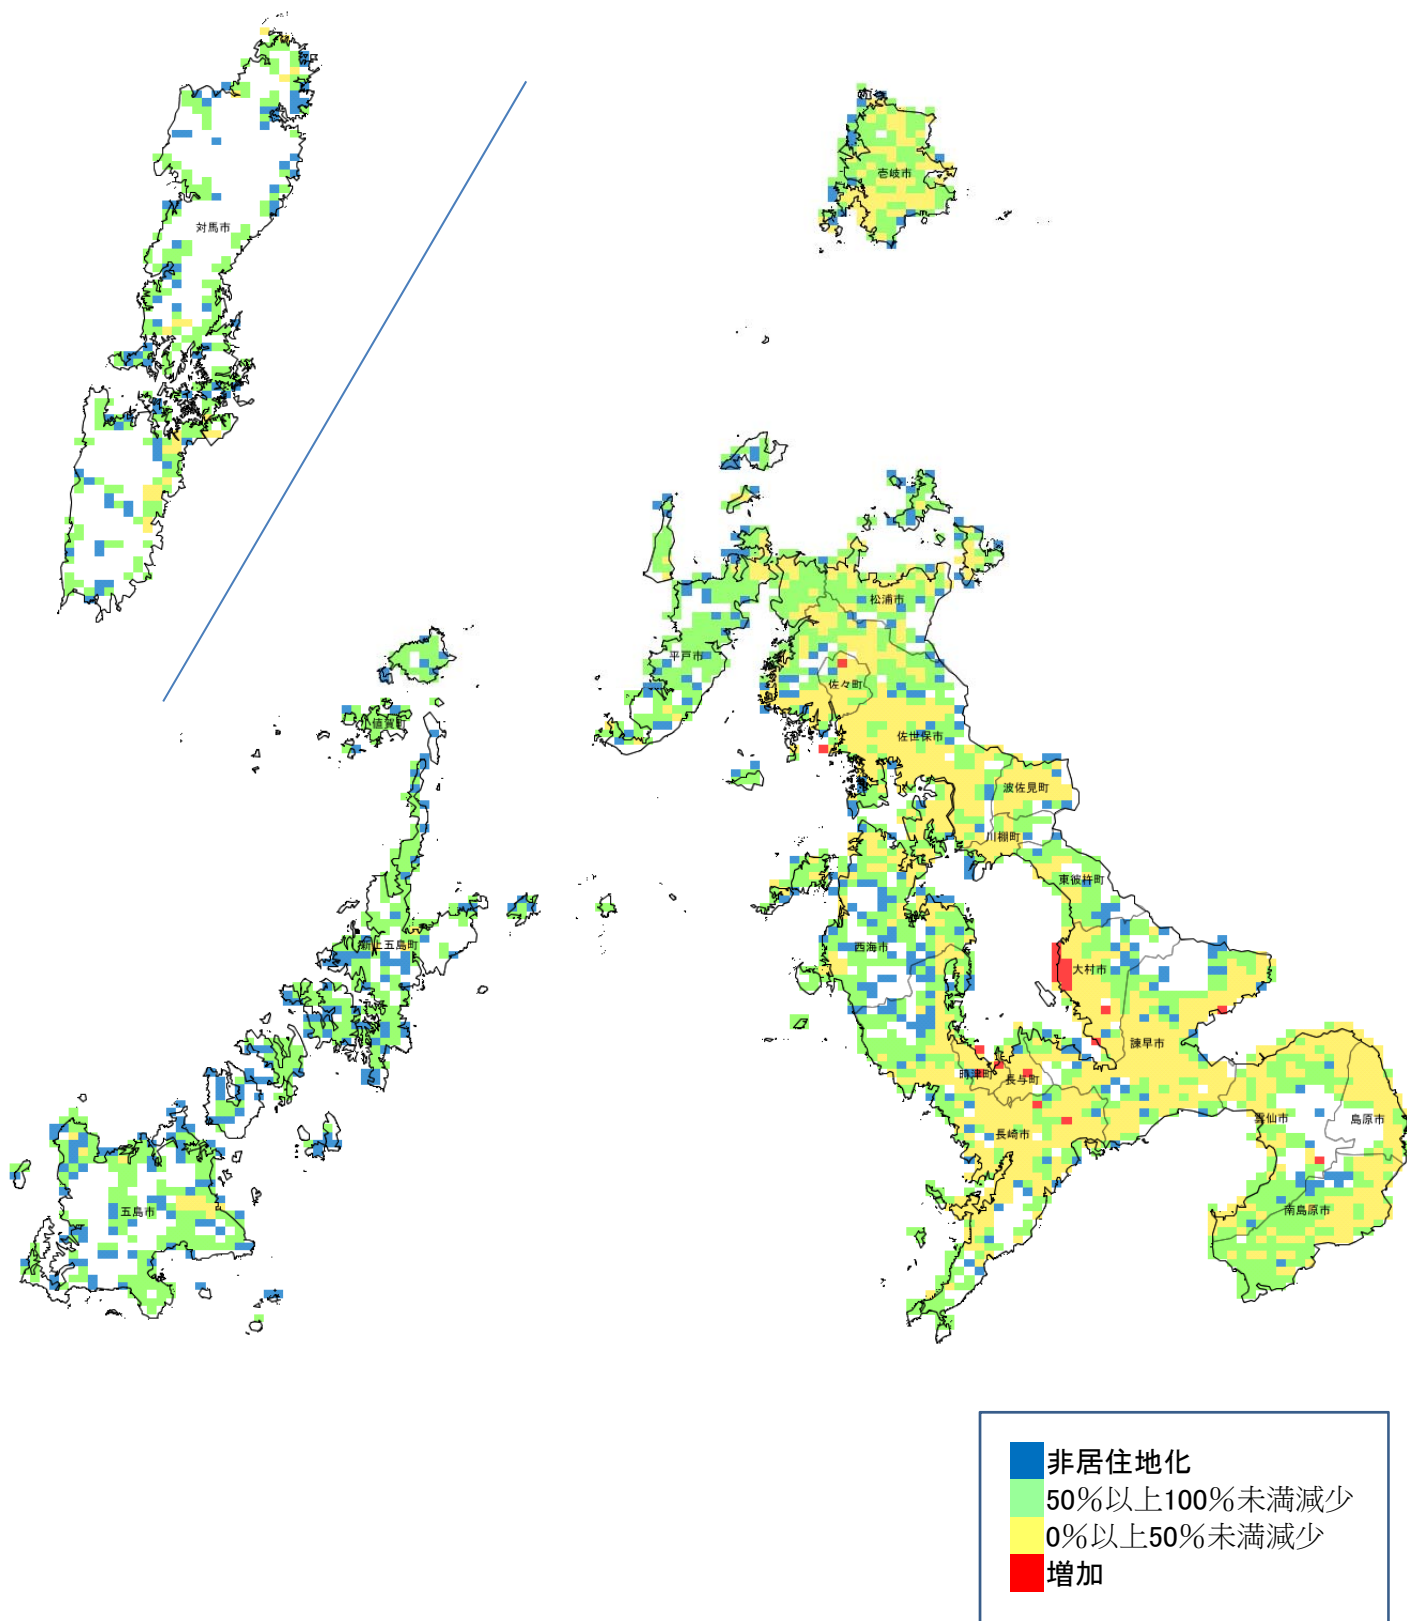 対馬市
壱岐市
松浦市
平戸市
佐々町
値賀町
佐世保市
波佐見町
川棚町
東彼杵町
新上五島町
西海市
大村市
諫早市
時津町
長与町
長崎市
雲仙市
島原市
五島市
南島原市
非居住地化
50%以上100%未満減少
0%以上50%未満減少
増加